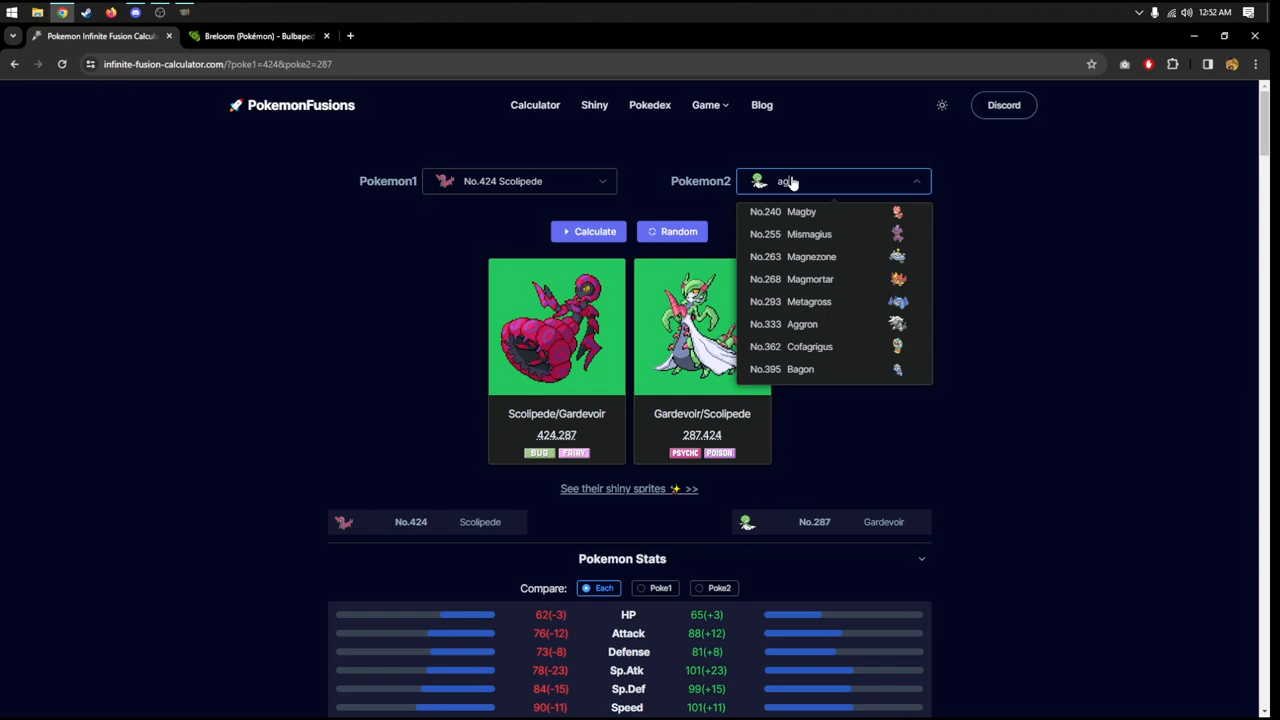 12:52 AM
Pokemon Infinite Fusion Calcul
Breloom (Pokémon) - Bulbaped
infinite-fusion-calculator.com/?poke1=424&poke2=287
PokemonFusions
Calculator
Shiny
Pokedex
Game
Blog
Discord
Pokemon1
No.424 Scolipede
Pokemon2
ag
Calculate
Random
No.240 Magby
No.255 Mismagius
No.263 Magnezone
No.268 Magmortar
No.293 Metagross
No.333 Aggron
No.362 Cofagrigus
No.395 Bagon
Scolipede/Gardevoir
424.287
BUG FAIRY
Gardevoir/Scolipede
287.424
PSYCHC POISON
See their shiny sprites ✨ >>
No.424 Scolipede
No.287 Gardevoir
Pokemon Stats
Compare: Each Poke1 Poke2
62(-3) HP 65(+3)
76(-12) Attack 88(+12)
73(-8) Defense 81(+8)
78(-23) Sp.Atk 101(+23)
84(-15) Sp.Def 99(+15)
90(-11) Speed 101(+11)